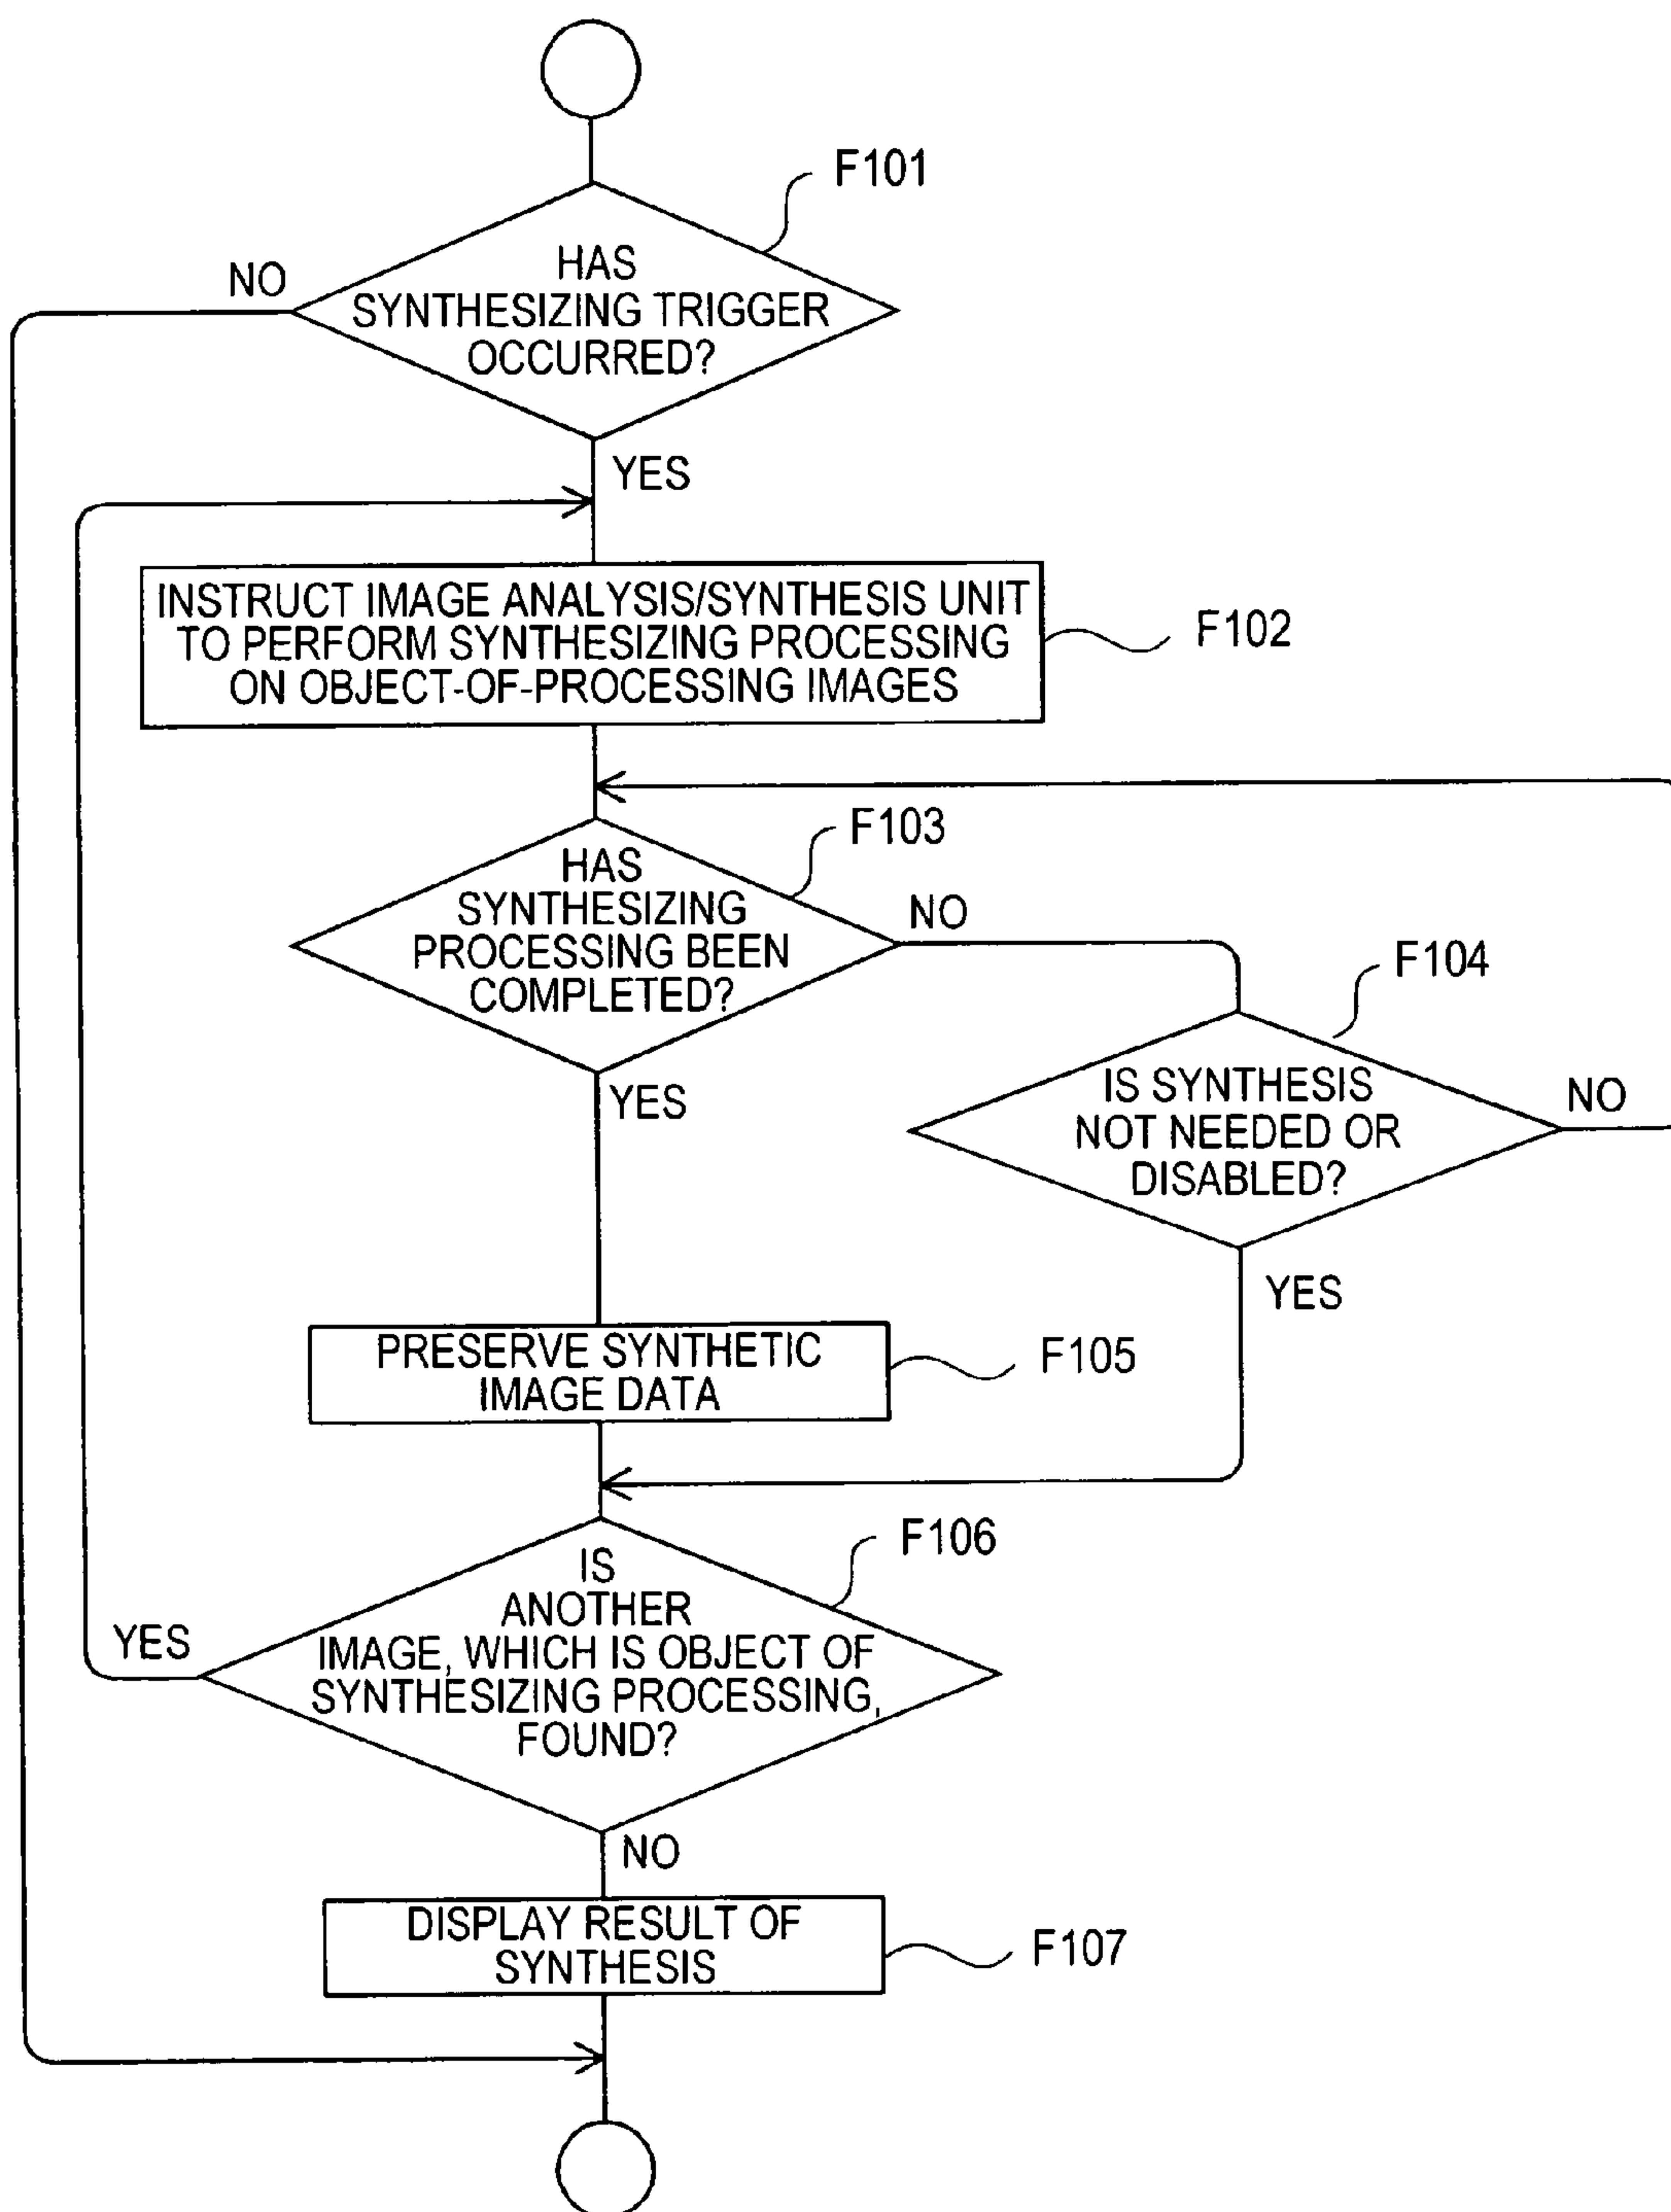 F101
HAS
SYNTHESIZING TRIGGER
OCCURRED?
NO
YES
INSTRUCT IMAGE ANALYSIS/SYNTHESIS UNIT
TO PERFORM SYNTHESIZING PROCESSING
ON OBJECT-OF-PROCESSING IMAGES
F102
F103
HAS
SYNTHESIZING
PROCESSING BEEN
COMPLETED?
NO
YES
F104
IS SYNTHESIS
NOT NEEDED OR
DISABLED?
NO
YES
PRESERVE SYNTHETIC
IMAGE DATA
F105
F106
IS
ANOTHER
IMAGE, WHICH IS OBJECT OF
SYNTHESIZING PROCESSING,
FOUND?
YES
NO
DISPLAY RESULT OF
SYNTHESIS
F107